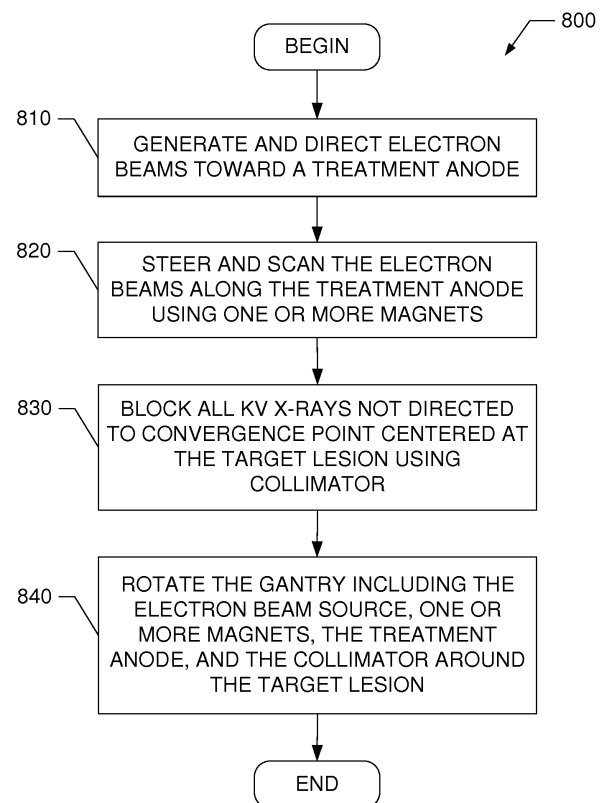 800
BEGIN
810
GENERATE AND DIRECT ELECTRON
BEAMS TOWARD A TREATMENT ANODE
820
STEER AND SCAN THE ELECTRON
BEAMS ALONG THE TREATMENT ANODE
USING ONE OR MORE MAGNETS
830
BLOCK ALL KV X-RAYS NOT DIRECTED
TO CONVERGENCE POINT CENTERED AT
THE TARGET LESION USING
COLLIMATOR
840
ROTATE THE GANTRY INCLUDING THE
ELECTRON BEAM SOURCE, ONE OR
MORE MAGNETS, THE TREATMENT
ANODE, AND THE COLLIMATOR AROUND
THE TARGET LESION
END